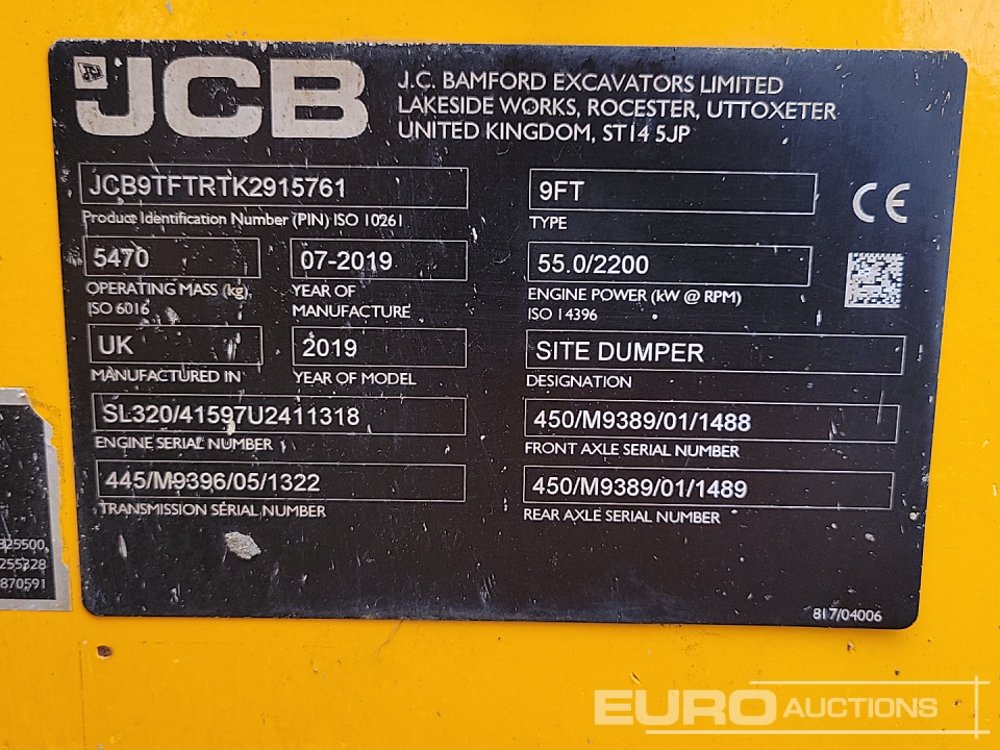 JCB
J.C. BAMFORD EXCAVATORS LIMITED
LAKESIDE WORKS, ROCESTER, UTTOXETER
UNITED KINGDOM, ST14 5JP
JCB9TFTRTK2915761
Product Identification Number (PIN) ISO 10261
9FT
TYPE
CE
5470
OPERATING MASS (kg)
ISO 6016
07-2019
YEAR OF
MANUFACTURE
55.0/2200
ENGINE POWER (kW @ RPM)
ISO 14396
UK
MANUFACTURED IN
2019
YEAR OF MODEL
SITE DUMPER
DESIGNATION
SL320/41597U2411318
ENGINE SERIAL NUMBER
450/M9389/01/1488
FRONT AXLE SERIAL NUMBER
445/M9396/05/1322
TRANSMISSION SERIAL NUMBER
450/M9389/01/1489
REAR AXLE SERIAL NUMBER
817/04006
325500
255328
870591
EURO AUCTIONS